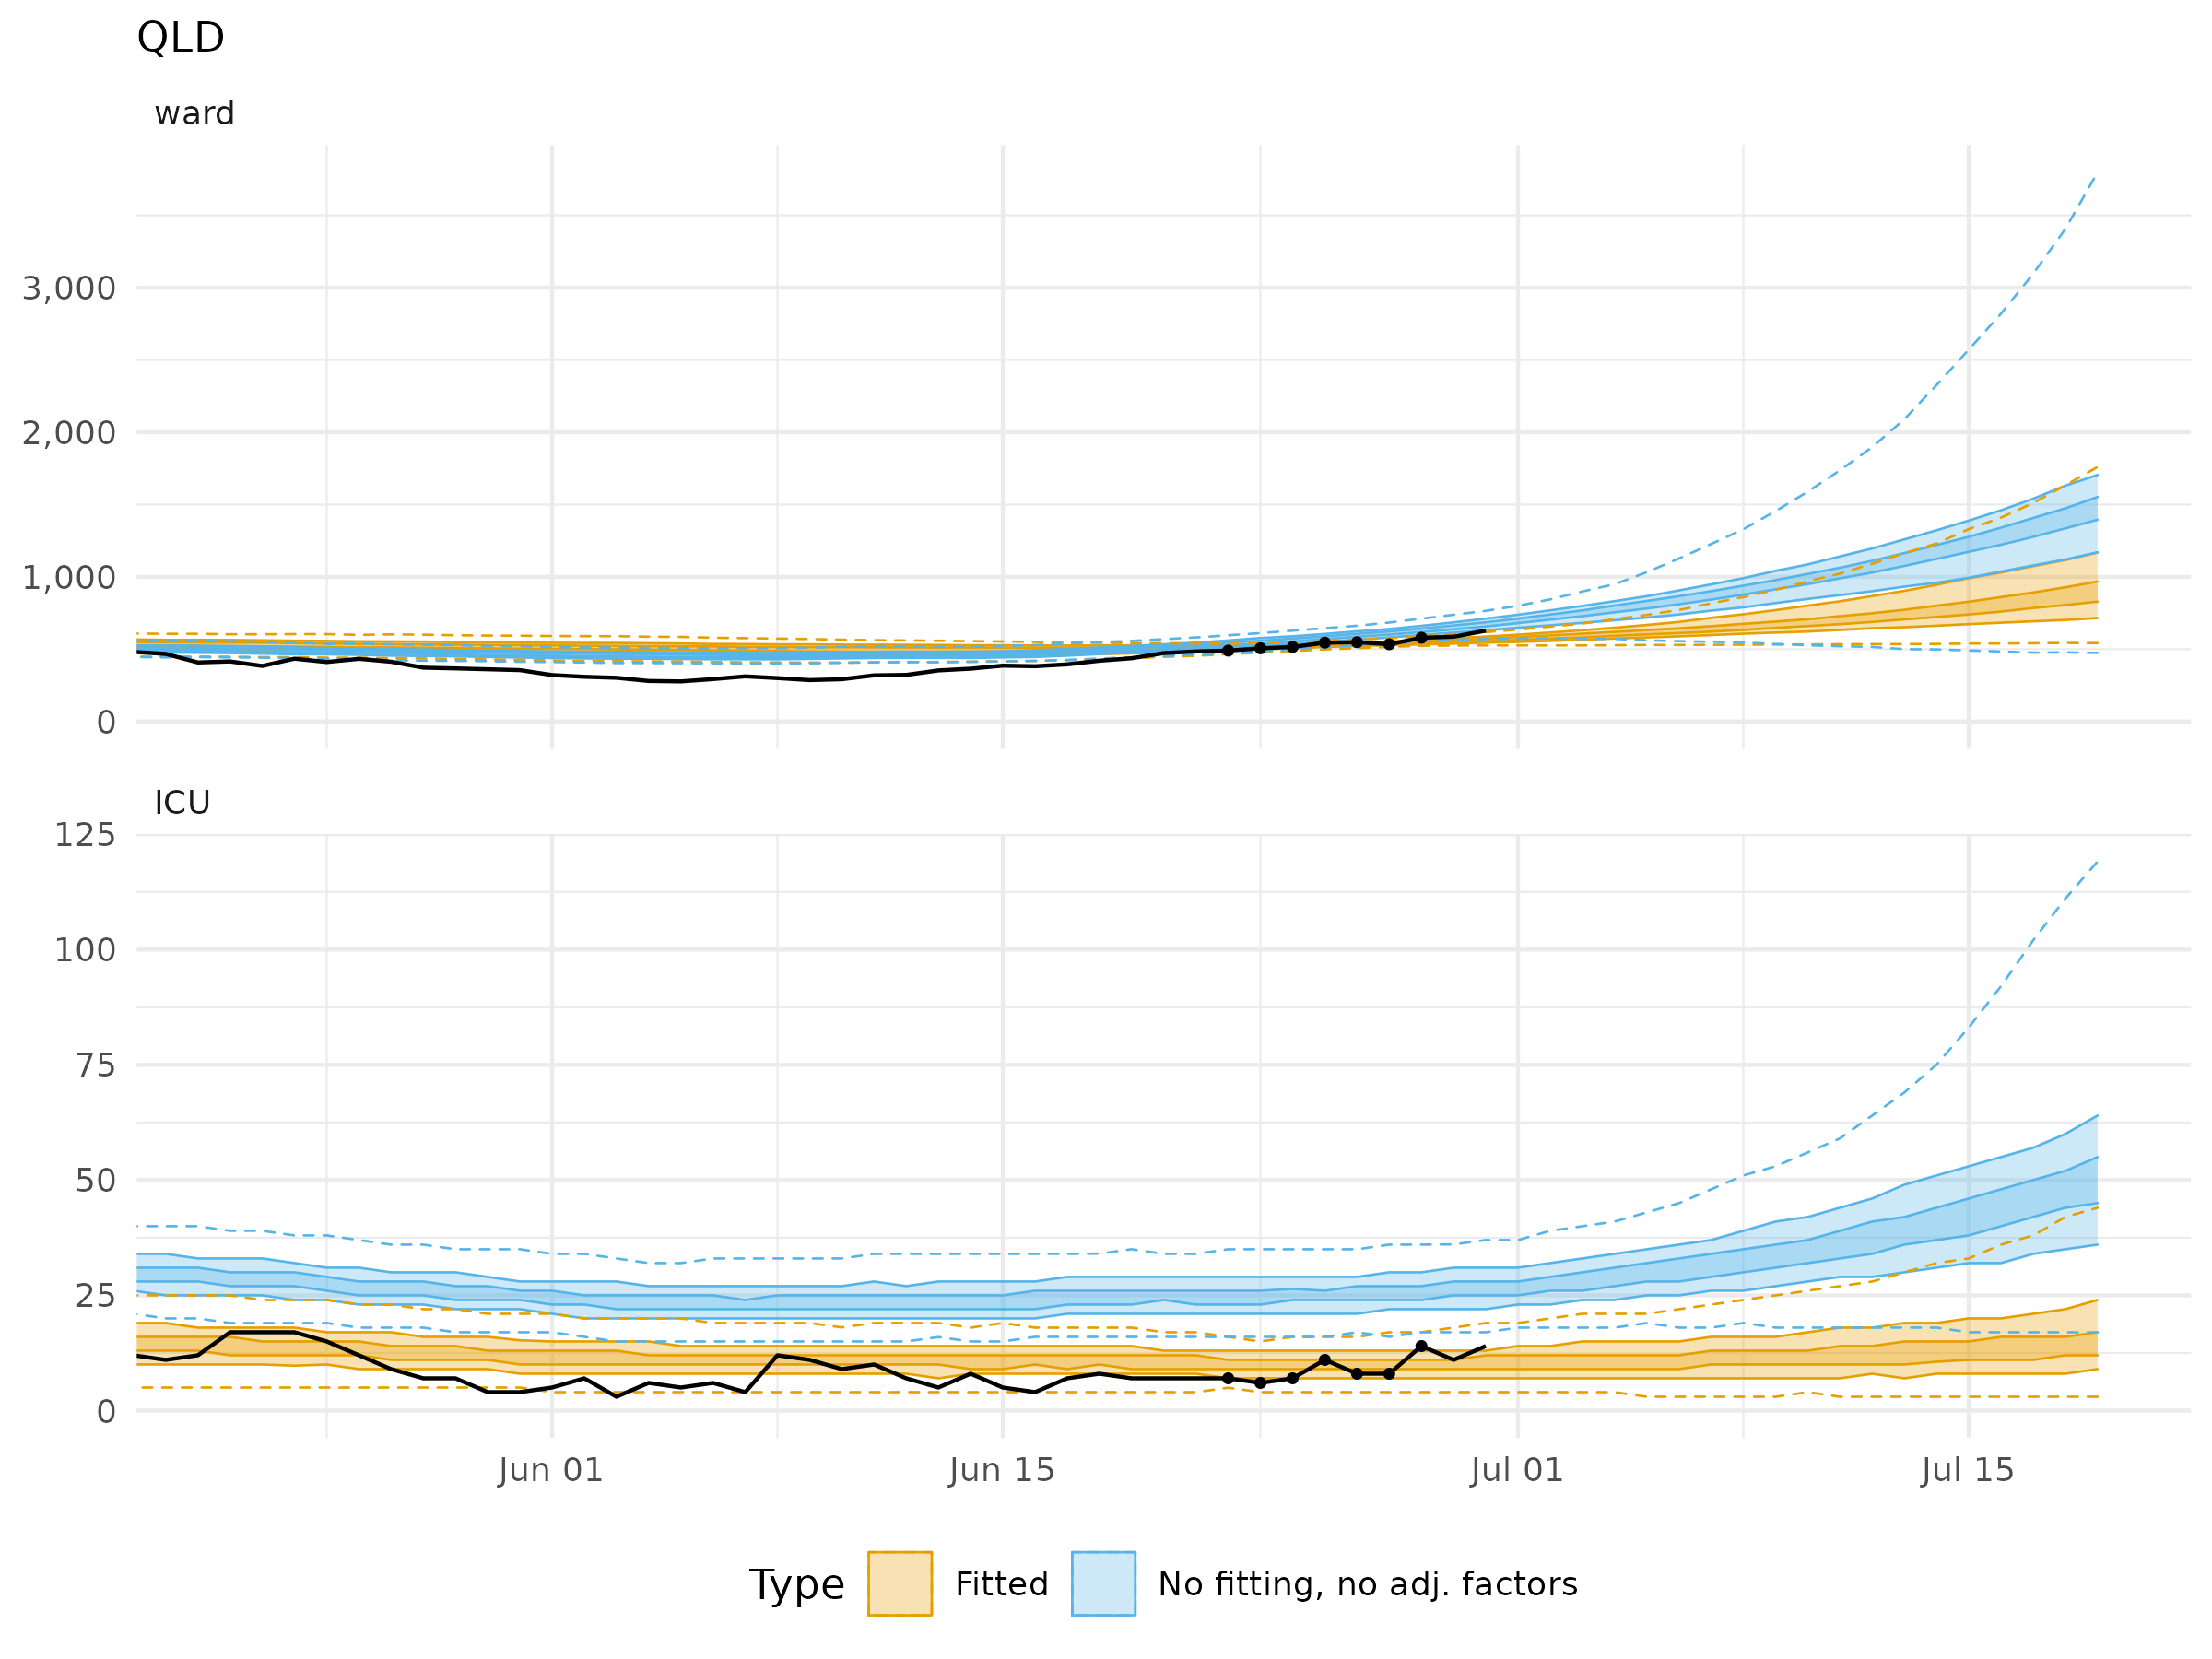 QLD
ward
3,000
2,000
1,000
0
ICU
125
100
75
50
25
0
Jun 01 Jun 15 Jul 01 Jul 15
Type Fitted No fitting, no adj. factors